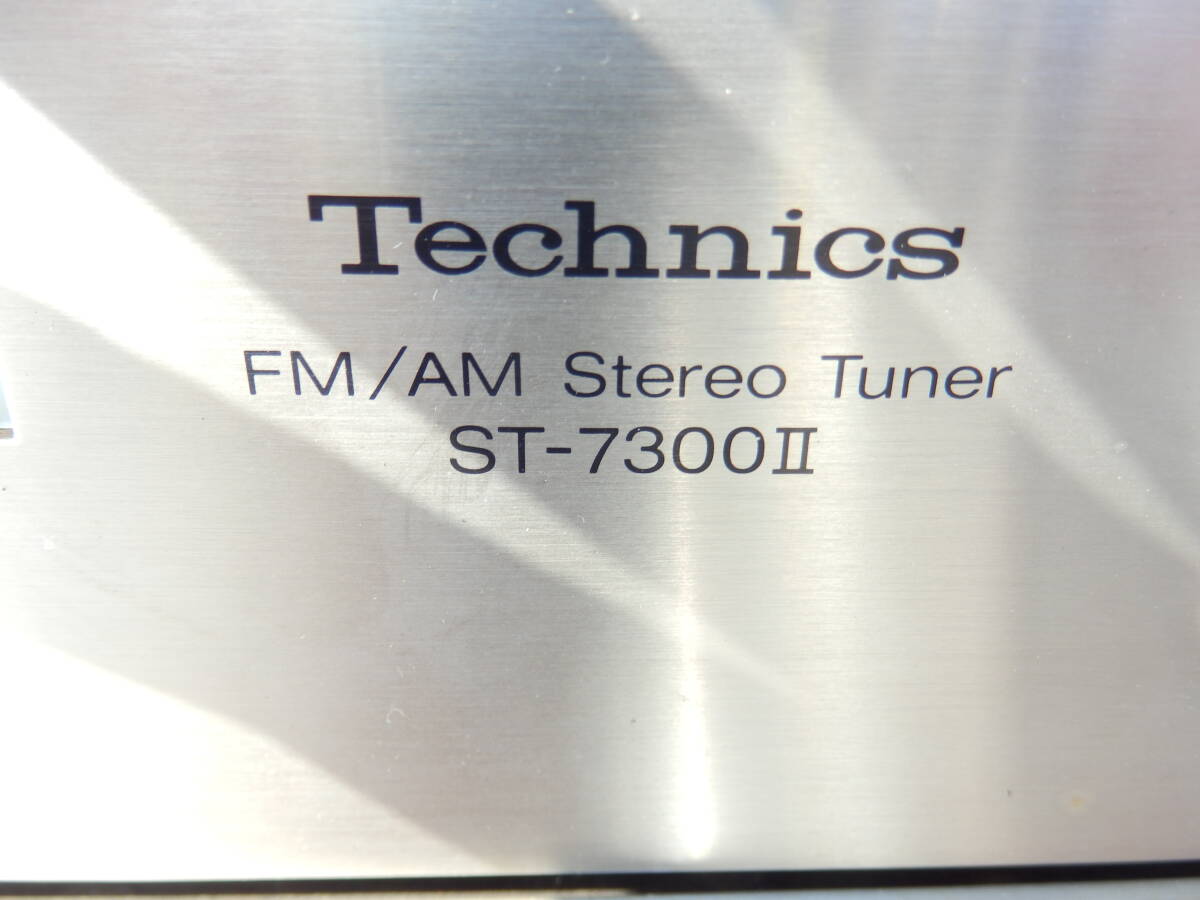 Technics
FM/AM Stereo Tuner
ST-7300II